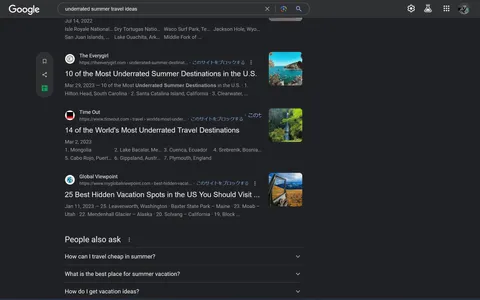 Google
underrated summer travel ideas
Jul 14, 2022
Isle Royale National... Dry Tortugas Natio... Waco Surf Park, Te... Jackson Hole, Wyo...
San Juan Islands, ... Lake Ouachita, Ark... Middle Fork of ...
The Everygirl
https://theeverygirl.com › underrated-summer-destinati...
このサイトをブロックする
10 of the Most Underrated Summer Destinations in the U.S.
Mar 29, 2023 — 10 of the Most Underrated Summer Destinations in the U.S. · 1.
Hilton Head, South Carolina · 2. Santa Catalina Island, California · 3. Clearwater, ...
Time Out
https://www.timeout.com › travel › worlds-most-under...
このサイトをブロックする
このせ
14 of the World's Most Underrated Travel Destinations
Mar 2, 2023
1. Mongolia 2. Lake Bacalar, Me... 3. Cuenca, Ecuador 4. Srebrenik, Bosnia...
5. Cabo Rojo, Puert... 6. Gippsland, Austr... 7. Plymouth, England
Global Viewpoint
https://www.myglobalviewpoint.com › best-hidden-vacat...
このサイトをブロックする
25 Best Hidden Vacation Spots in the US You Should Visit ...
Jan 11, 2023 — 25. Leavenworth, Washington · Baxter State Park – Maine · 23. Moab –
Utah · 22. Mendenhall Glacier – Alaska · 20. Solvang – California · 19. Block ...
People also ask
How can I travel cheap in summer?
What is the best place for summer vacation?
How do I get vacation ideas?